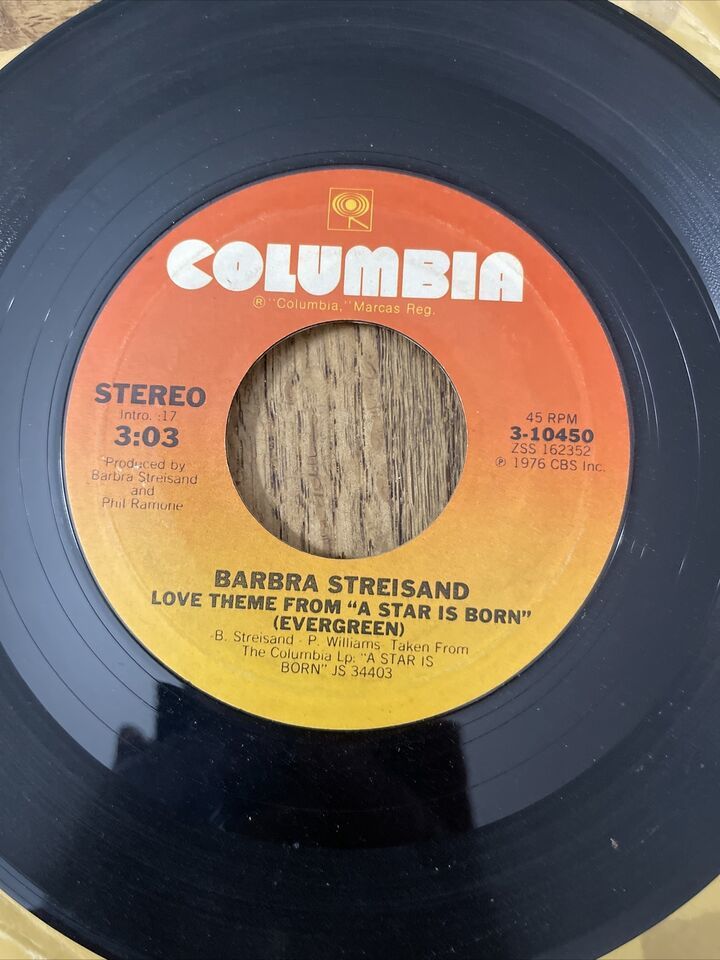 COLUMBIA
® "Columbia," Marcas Reg.
STEREO
Intro. :17
3:03
Produced by
Barbra Streisand
and
Phil Ramone
45 RPM
3-10450
ZSS 162352
℗ 1976 CBS Inc.
BARBRA STREISAND
LOVE THEME FROM “A STAR IS BORN”
(EVERGREEN)
-B. Streisand - P. Williams- Taken From
The Columbia Lp: "A STAR IS
BORN" JS 34403